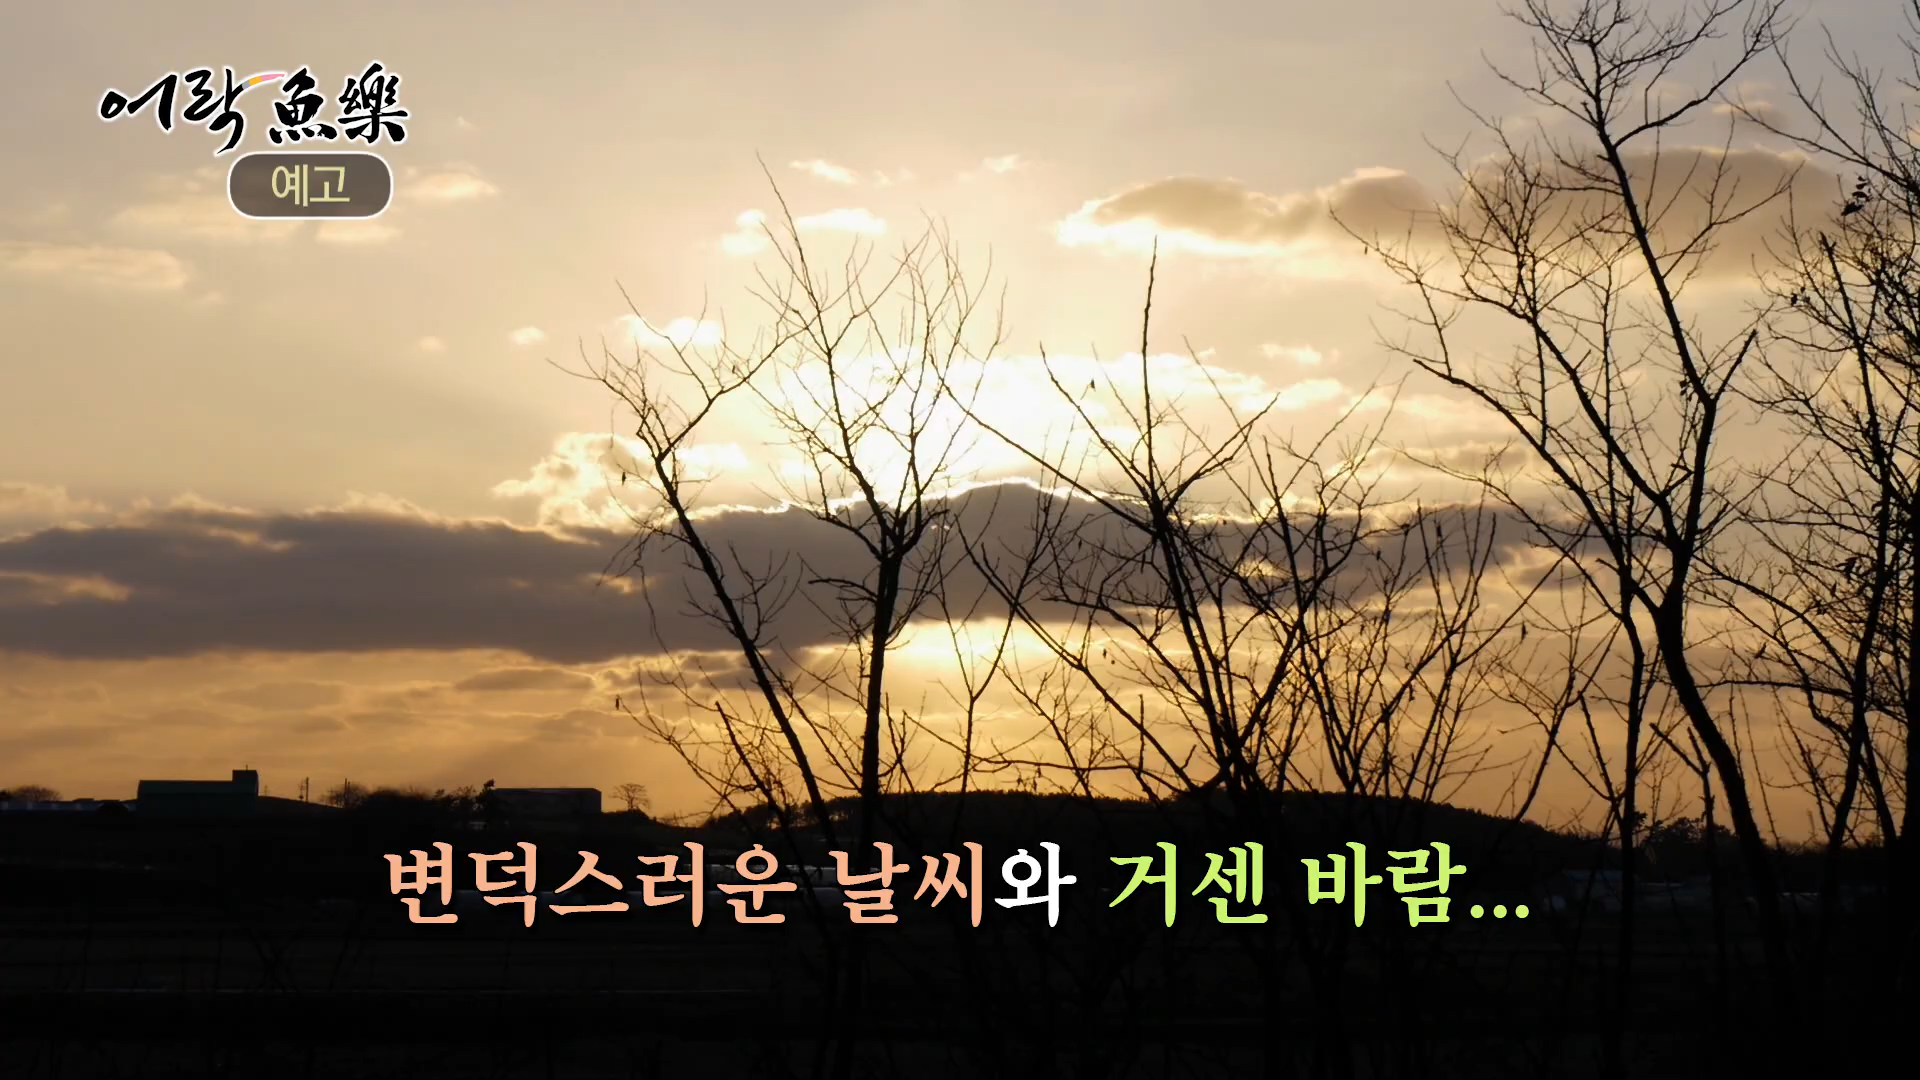 어락 魚樂
예고
변덕스러운 날씨와 거센 바람...